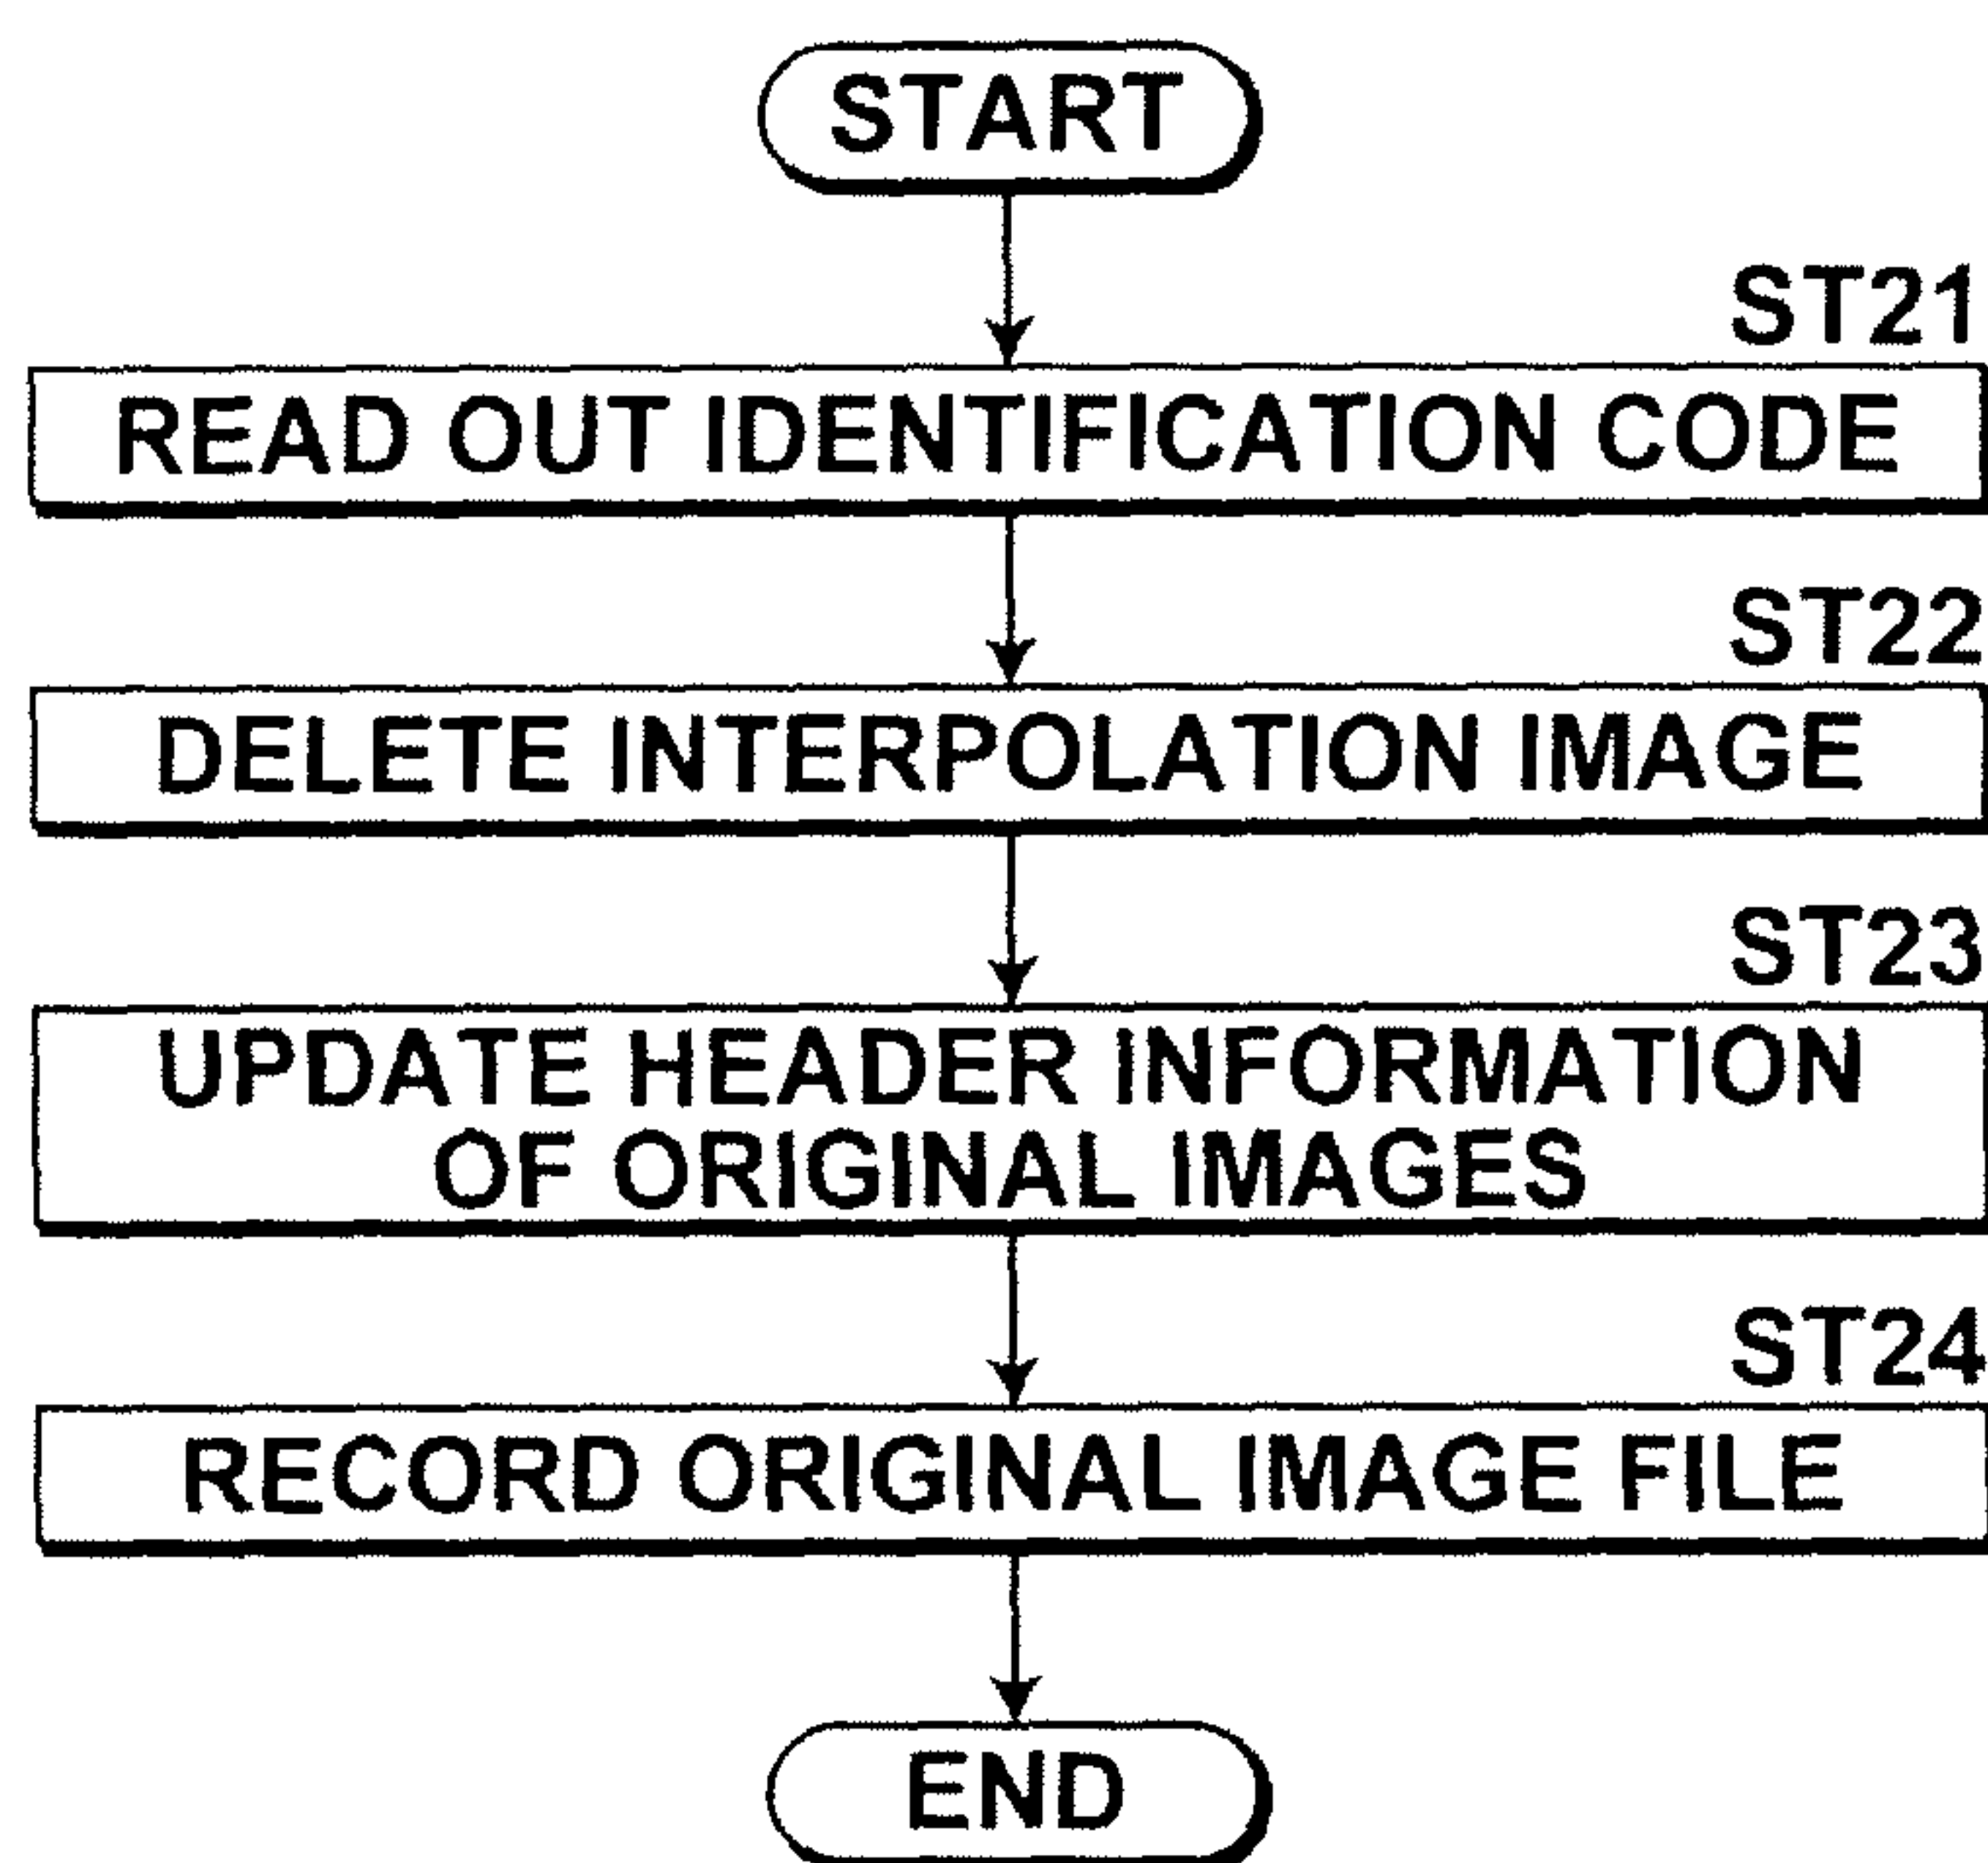 START
ST21
READ OUT IDENTIFICATION CODE
ST22
DELETE INTERPOLATION IMAGE
ST23
UPDATE HEADER INFORMATION
OF ORIGINAL IMAGES
ST24
RECORD ORIGINAL IMAGE FILE
END